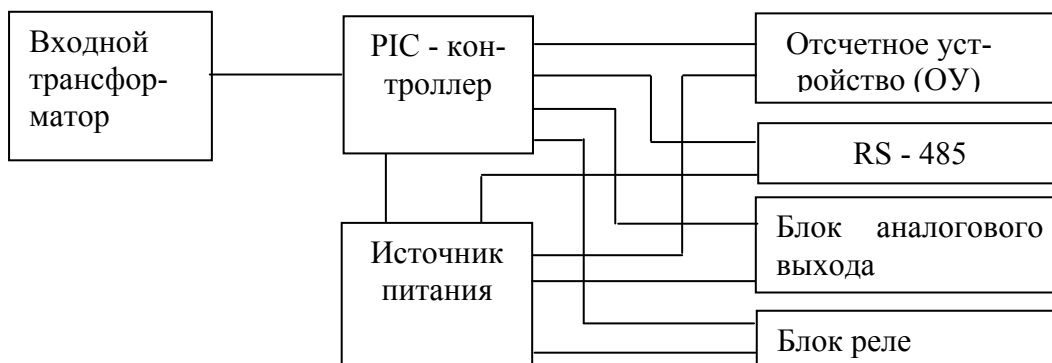 Входной
трансфор-
матор
PIC - кон-
троллер
Отсчетное уст-
ройство (ОУ)
RS - 485
Источник
питания
Блок аналогового
выхода
Блок реле